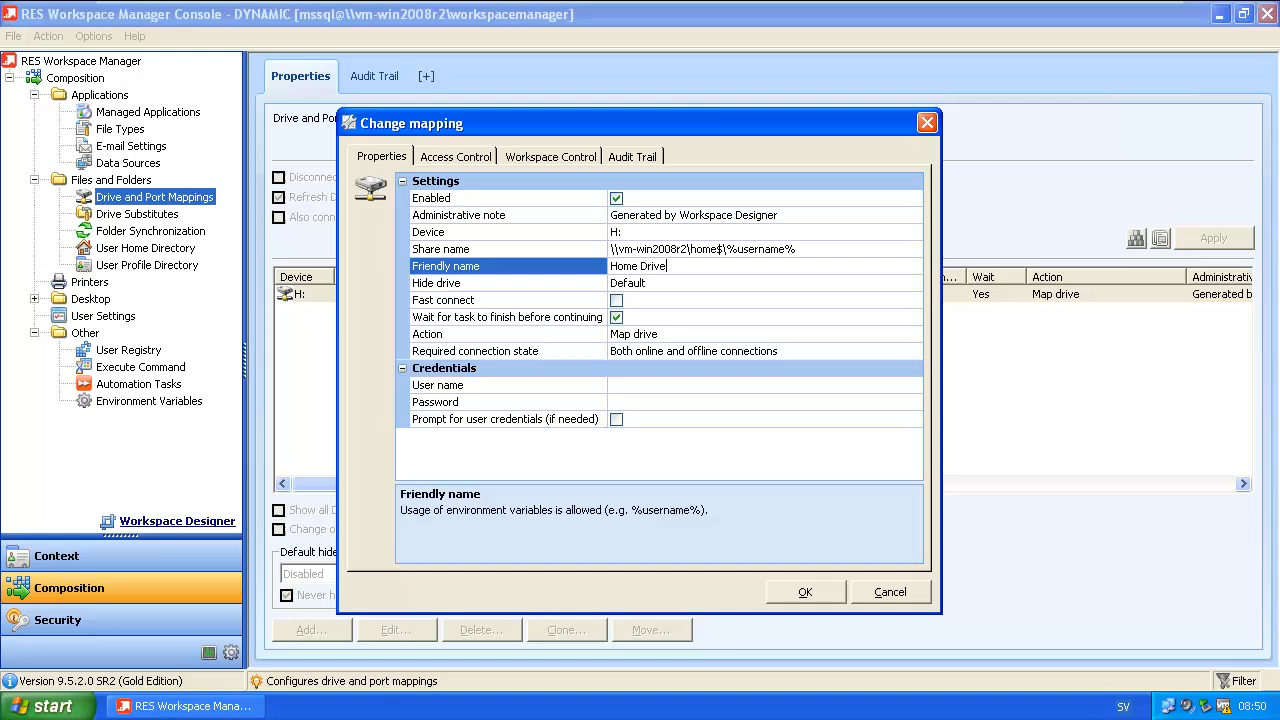 RES Workspace Manager Console - DYNAMIC [mssql@\\vm-win2008r2\workspacemanager]
File Action Options Help
RES Workspace Manager
Composition
Applications
Managed Applications
File Types
E-mail Settings
Data Sources
Files and Folders
Drive and Port Mappings
Drive Substitutes
Folder Synchronization
User Home Directory
User Profile Directory
Printers
Desktop
User Settings
Other
User Registry
Execute Command
Automation Tasks
Environment Variables
Workspace Designer
Context
Composition
Security
Properties Audit Trail [+]
Drive and Por
Disconnec
Refresh D
Also conn
Apply
Device
n... Wait Action Administrativ
H:
Yes Map drive Generated b
Show all D
Change o
Default hide
Disabled
Never h
Add... Edit... Delete... Clone... Move...
Change mapping
Properties Access Control Workspace Control Audit Trail
Settings
Enabled
Administrative note Generated by Workspace Designer
Device H:
Share name \\vm-win2008r2\home$\%username%
Friendly name Home Drive
Hide drive Default
Fast connect
Wait for task to finish before continuing
Action Map drive
Required connection state Both online and offline connections
Credentials
User name
Password
Prompt for user credentials (if needed)
Friendly name
Usage of environment variables is allowed (e.g. %username%).
OK Cancel
Version 9.5.2.0 SR2 (Gold Edition) Configures drive and port mappings Filter
start RES Workspace Mana... SV 08:50